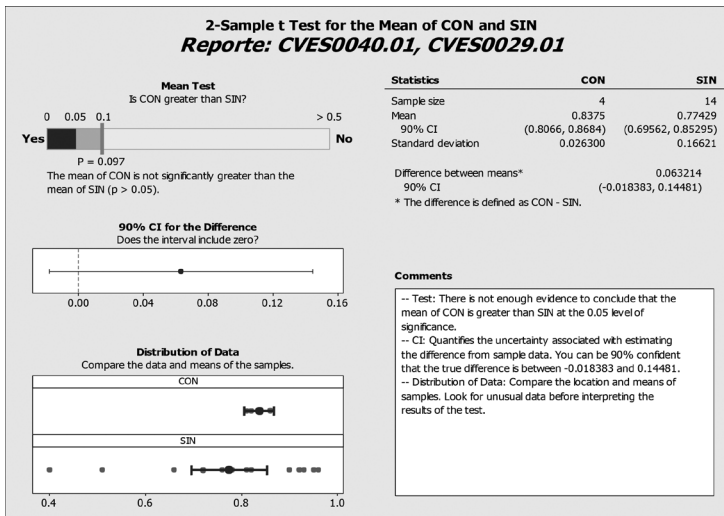 2-Sample t Test for the Mean of CON and SIN
Reporte: CVES0040.01, CVES0029.01
Mean Test
Is CON greater than SIN?
0 0.05 0.1 > 0.5
Yes No
P = 0.097
The mean of CON is not significantly greater than the
mean of SIN (p > 0.05).
90% CI for the Difference
Does the interval include zero?
0.00 0.04 0.08 0.12 0.16
Distribution of Data
Compare the data and means of the samples.
CON
SIN
0.4 0.6 0.8 1.0
Statistics CON SIN
Sample size 4 14
Mean 0.8375 0.77429
90% CI (0.8066, 0.8684) (0.69562, 0.85295)
Standard deviation 0.026300 0.16621
Difference between means* 0.063214
90% CI (-0.018383, 0.14481)
* The difference is defined as CON - SIN.
Comments
-- Test: There is not enough evidence to conclude that the
mean of CON is greater than SIN at the 0.05 level of
significance.
-- CI: Quantifies the uncertainty associated with estimating
the difference from sample data. You can be 90% confident
that the true difference is between -0.018383 and 0.14481.
-- Distribution of Data: Compare the location and means of
samples. Look for unusual data before interpreting the
results of the test.